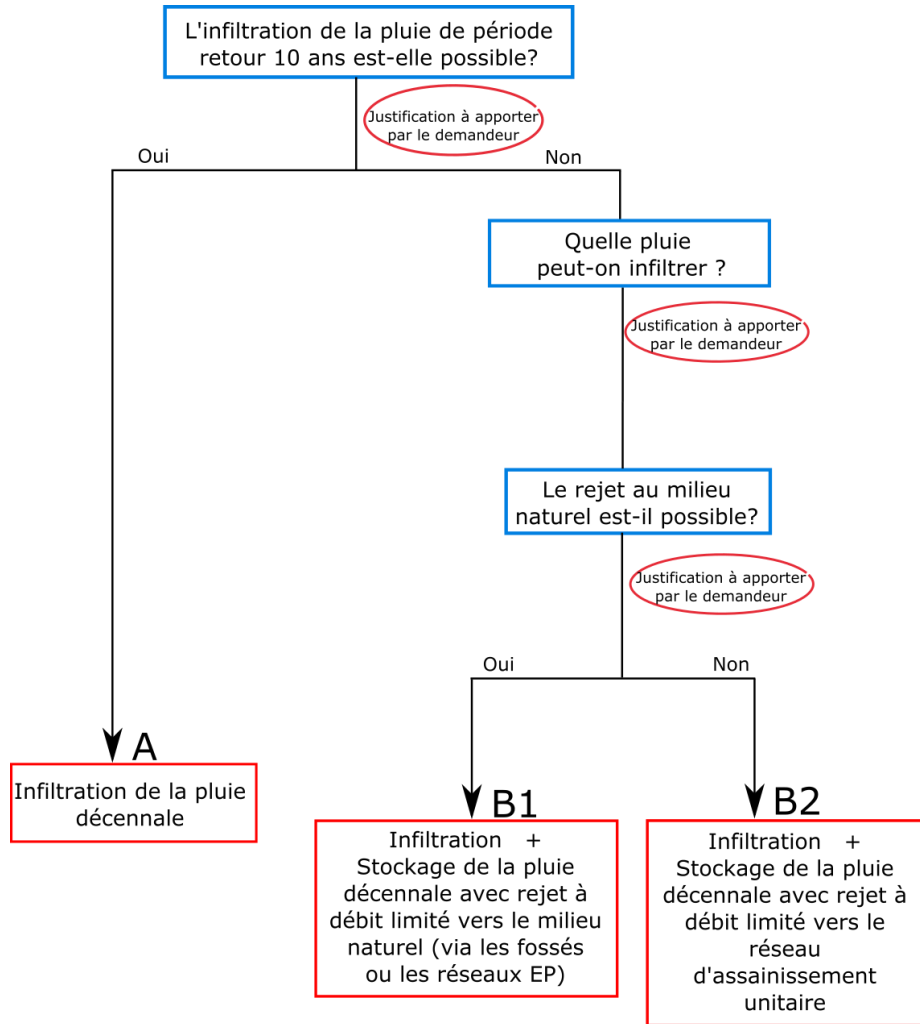 L'infiltration de la pluie de période
retour 10 ans est-elle possible?
Justification à apporter
par le demandeur
Oui
Non
Quelle pluie
peut-on infiltrer ?
Justification à apporter
par le demandeur
Le rejet au milieu
naturel est-il possible?
Justification à apporter
par le demandeur
Oui
Non
A
Infiltration de la pluie
décennale
B1
Infiltration +
Stockage de la pluie
décennale avec rejet à
débit limité vers le milieu
naturel (via les fossés
ou les réseaux EP)
B2
Infiltration +
Stockage de la pluie
décennale avec rejet à
débit limité vers le
réseau
d'assainissement
unitaire